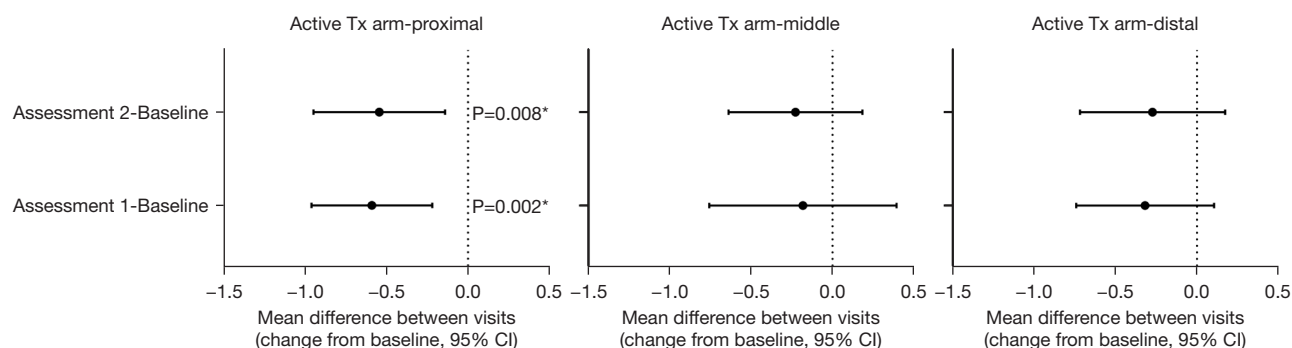 Active Tx arm-proximal
Active Tx arm-middle
Active Tx arm-distal
Assessment 2-Baseline
P=0.008*
Assessment 1-Baseline
P=0.002*
−1.5 −1.0 −0.5 0.0 0.5
−1.5 −1.0 −0.5 0.0 0.5
−1.5 −1.0 −0.5 0.0 0.5
Mean difference between visits
(change from baseline, 95% CI)
Mean difference between visits
(change from baseline, 95% CI)
Mean difference between visits
(change from baseline, 95% CI)